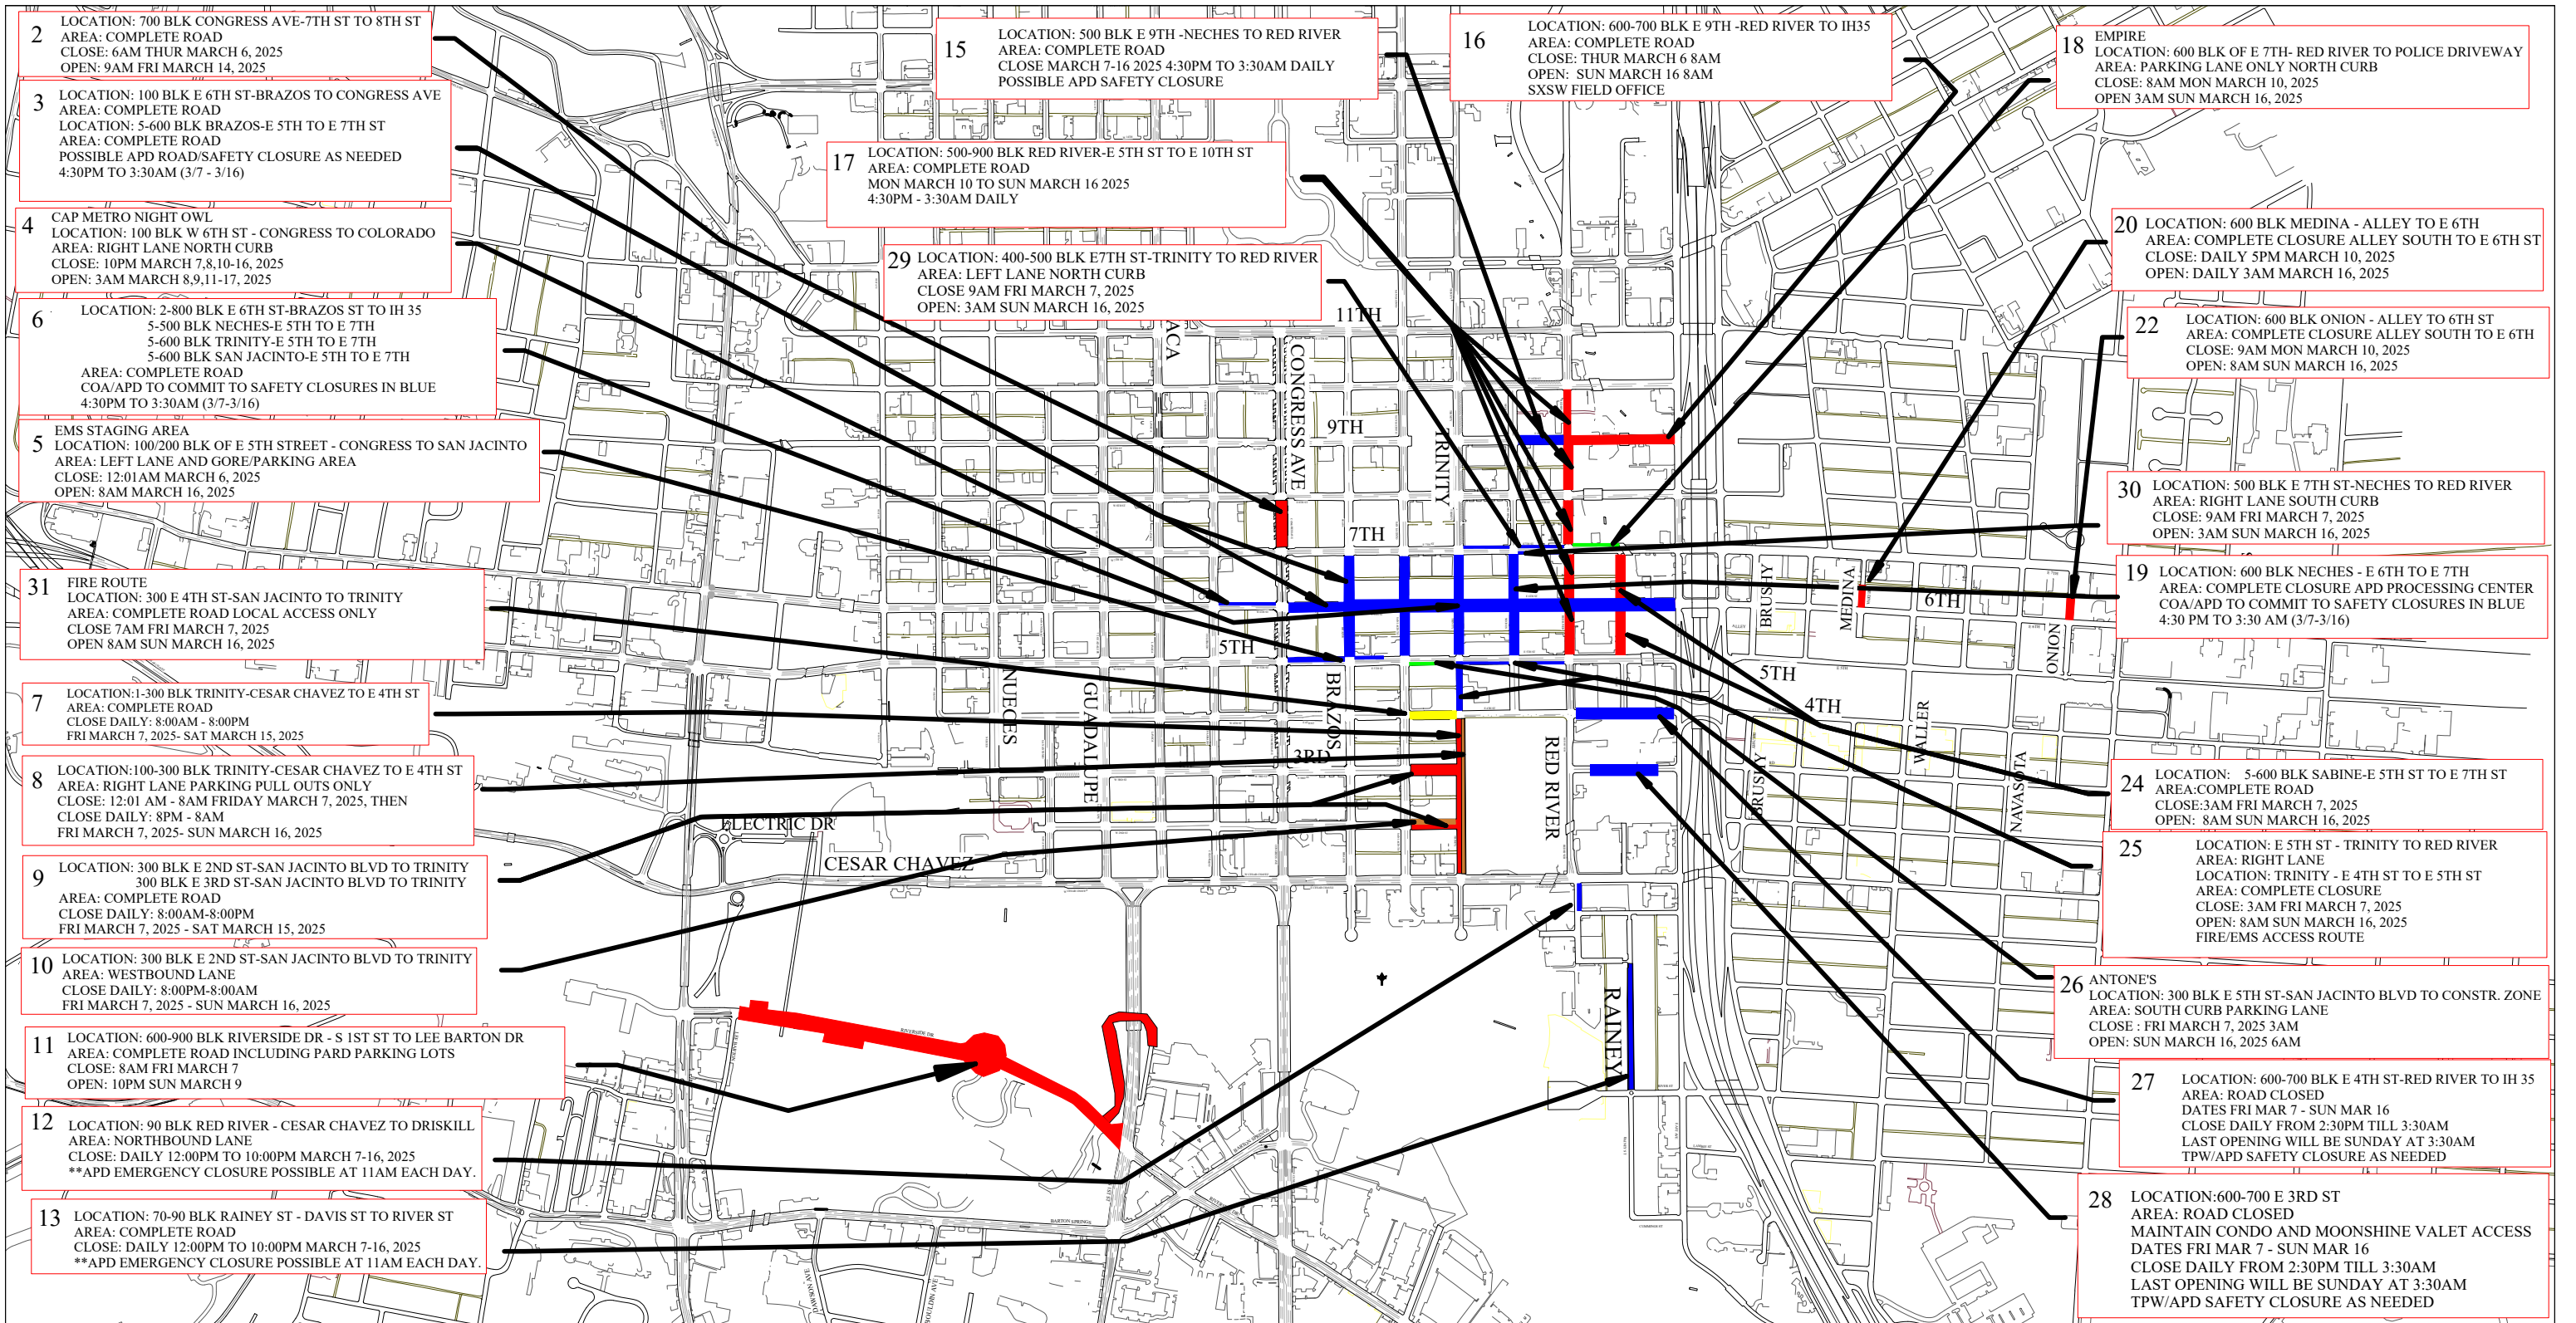 2
LOCATION: 700 BLK CONGRESS AVE-7TH ST TO 8TH ST
AREA: COMPLETE ROAD
CLOSE: 6AM THUR MARCH 6, 2025
OPEN: 9AM FRI MARCH 14, 2025
3
LOCATION: 100 BLK E 6TH ST-BRAZOS TO CONGRESS AVE
AREA: COMPLETE ROAD
LOCATION: 5-600 BLK BRAZOS-E 5TH TO E 7TH ST
AREA: COMPLETE ROAD
POSSIBLE APD ROAD/SAFETY CLOSURE AS NEEDED
4:30PM TO 3:30AM (3/7 - 3/16)
4
CAP METRO NIGHT OWL
LOCATION: 100 BLK W 6TH ST - CONGRESS TO COLORADO
AREA: RIGHT LANE NORTH CURB
CLOSE: 10PM MARCH 7,8,10-16, 2025
OPEN: 3AM MARCH 8,9,11-17, 2025
6
LOCATION: 2-800 BLK E 6TH ST-BRAZOS ST TO IH 35
5-500 BLK NECHES-E 5TH TO E 7TH
5-600 BLK TRINITY-E 5TH TO E 7TH
5-600 BLK SAN JACINTO-E 5TH TO E 7TH
AREA: COMPLETE ROAD
COA/APD TO COMMIT TO SAFETY CLOSURES IN BLUE
4:30PM TO 3:30AM (3/7-3/16)
5
EMS STAGING AREA
LOCATION: 100/200 BLK OF E 5TH STREET - CONGRESS TO SAN JACINTO
AREA: LEFT LANE AND GORE/PARKING AREA
CLOSE: 12:01AM MARCH 6, 2025
OPEN: 8AM MARCH 16, 2025
31
FIRE ROUTE
LOCATION: 300 E 4TH ST-SAN JACINTO TO TRINITY
AREA: COMPLETE ROAD LOCAL ACCESS ONLY
CLOSE 7AM FRI MARCH 7, 2025
OPEN 8AM SUN MARCH 16, 2025
7
LOCATION:1-300 BLK TRINITY-CESAR CHAVEZ TO E 4TH ST
AREA: COMPLETE ROAD
CLOSE DAILY: 8:00AM - 8:00PM
FRI MARCH 7, 2025- SAT MARCH 15, 2025
8
LOCATION:100-300 BLK TRINITY-CESAR CHAVEZ TO E 4TH ST
AREA: RIGHT LANE PARKING PULL OUTS ONLY
CLOSE: 12:01 AM - 8AM FRIDAY MARCH 7, 2025, THEN
CLOSE DAILY: 8PM - 8AM
FRI MARCH 7, 2025- SUN MARCH 16, 2025
9
LOCATION: 300 BLK E 2ND ST-SAN JACINTO BLVD TO TRINITY
300 BLK E 3RD ST-SAN JACINTO BLVD TO TRINITY
AREA: COMPLETE ROAD
CLOSE DAILY: 8:00AM-8:00PM
FRI MARCH 7, 2025 - SAT MARCH 15, 2025
10
LOCATION: 300 BLK E 2ND ST-SAN JACINTO BLVD TO TRINITY
AREA: WESTBOUND LANE
CLOSE DAILY: 8:00PM-8:00AM
FRI MARCH 7, 2025 - SUN MARCH 16, 2025
11
LOCATION: 600-900 BLK RIVERSIDE DR - S 1ST ST TO LEE BARTON DR
AREA: COMPLETE ROAD INCLUDING PARD PARKING LOTS
CLOSE: 8AM FRI MARCH 7
OPEN: 10PM SUN MARCH 9
12
LOCATION: 90 BLK RED RIVER - CESAR CHAVEZ TO DRISKILL
AREA: NORTHBOUND LANE
CLOSE: DAILY 12:00PM TO 10:00PM MARCH 7-16, 2025
**APD EMERGENCY CLOSURE POSSIBLE AT 11AM EACH DAY.
13
LOCATION: 70-90 BLK RAINEY ST - DAVIS ST TO RIVER ST
AREA: COMPLETE ROAD
CLOSE: DAILY 12:00PM TO 10:00PM MARCH 7-16, 2025
**APD EMERGENCY CLOSURE POSSIBLE AT 11AM EACH DAY.
15
LOCATION: 500 BLK E 9TH -NECHES TO RED RIVER
AREA: COMPLETE ROAD
CLOSE MARCH 7-16 2025 4:30PM TO 3:30AM DAILY
POSSIBLE APD SAFETY CLOSURE
17
LOCATION: 500-900 BLK RED RIVER-E 5TH ST TO E 10TH ST
AREA: COMPLETE ROAD
MON MARCH 10 TO SUN MARCH 16 2025
4:30PM - 3:30AM DAILY
29
LOCATION: 400-500 BLK E7TH ST-TRINITY TO RED RIVER
AREA: LEFT LANE NORTH CURB
CLOSE 9AM FRI MARCH 7, 2025
OPEN: 3AM SUN MARCH 16, 2025
16
LOCATION: 600-700 BLK E 9TH -RED RIVER TO IH35
AREA: COMPLETE ROAD
CLOSE: THUR MARCH 6 8AM
OPEN: SUN MARCH 16 8AM
SXSW FIELD OFFICE
18
EMPIRE
LOCATION: 600 BLK OF E 7TH- RED RIVER TO POLICE DRIVEWAY
AREA: PARKING LANE ONLY NORTH CURB
CLOSE: 8AM MON MARCH 10, 2025
OPEN 3AM SUN MARCH 16, 2025
20
LOCATION: 600 BLK MEDINA - ALLEY TO E 6TH
AREA: COMPLETE CLOSURE ALLEY SOUTH TO E 6TH ST
CLOSE: DAILY 5PM MARCH 10, 2025
OPEN: DAILY 3AM MARCH 16, 2025
22
LOCATION: 600 BLK ONION - ALLEY TO 6TH ST
AREA: COMPLETE CLOSURE ALLEY SOUTH TO E 6TH
CLOSE: 9AM MON MARCH 10, 2025
OPEN: 8AM SUN MARCH 16, 2025
30
LOCATION: 500 BLK E 7TH ST-NECHES TO RED RIVER
AREA: RIGHT LANE SOUTH CURB
CLOSE: 9AM FRI MARCH 7, 2025
OPEN: 3AM SUN MARCH 16, 2025
19
LOCATION: 600 BLK NECHES - E 6TH TO E 7TH
AREA: COMPLETE CLOSURE APD PROCESSING CENTER
COA/APD TO COMMIT TO SAFETY CLOSURES IN BLUE
4:30 PM TO 3:30 AM (3/7-3/16)
24
LOCATION: 5-600 BLK SABINE-E 5TH ST TO E 7TH ST
AREA:COMPLETE ROAD
CLOSE:3AM FRI MARCH 7, 2025
OPEN: 8AM SUN MARCH 16, 2025
25
LOCATION: E 5TH ST - TRINITY TO RED RIVER
AREA: RIGHT LANE
LOCATION: TRINITY - E 4TH ST TO E 5TH ST
AREA: COMPLETE CLOSURE
CLOSE: 3AM FRI MARCH 7, 2025
OPEN: 8AM SUN MARCH 16, 2025
FIRE/EMS ACCESS ROUTE
26
ANTONE'S
LOCATION: 300 BLK E 5TH ST-SAN JACINTO BLVD TO CONSTR. ZONE
AREA: SOUTH CURB PARKING LANE
CLOSE : FRI MARCH 7, 2025 3AM
OPEN: SUN MARCH 16, 2025 6AM
27
LOCATION: 600-700 BLK E 4TH ST-RED RIVER TO IH 35
AREA: ROAD CLOSED
DATES FRI MAR 7 - SUN MAR 16
CLOSE DAILY FROM 2:30PM TILL 3:30AM
LAST OPENING WILL BE SUNDAY AT 3:30AM
TPW/APD SAFETY CLOSURE AS NEEDED
28
LOCATION:600-700 E 3RD ST
AREA: ROAD CLOSED
MAINTAIN CONDO AND MOONSHINE VALET ACCESS
DATES FRI MAR 7 - SUN MAR 16
CLOSE DAILY FROM 2:30PM TILL 3:30AM
LAST OPENING WILL BE SUNDAY AT 3:30AM
TPW/APD SAFETY CLOSURE AS NEEDED
11TH
ACA
CONGRESS AVE
9TH
TRINITY
7TH
BRUSHY
MEDINA
6TH
ONION
5TH
5TH
NUECES
GUADALUPE
BRAZOS
4TH
3RD
RED RIVER
BRUSHY
WALLER
NAVASOTA
ELECTRIC DR
CESAR CHAVEZ
RAINEY
RIVERSIDE DR
BARTON SPRINGS
DAWSON AVE
BOULDIN AVE